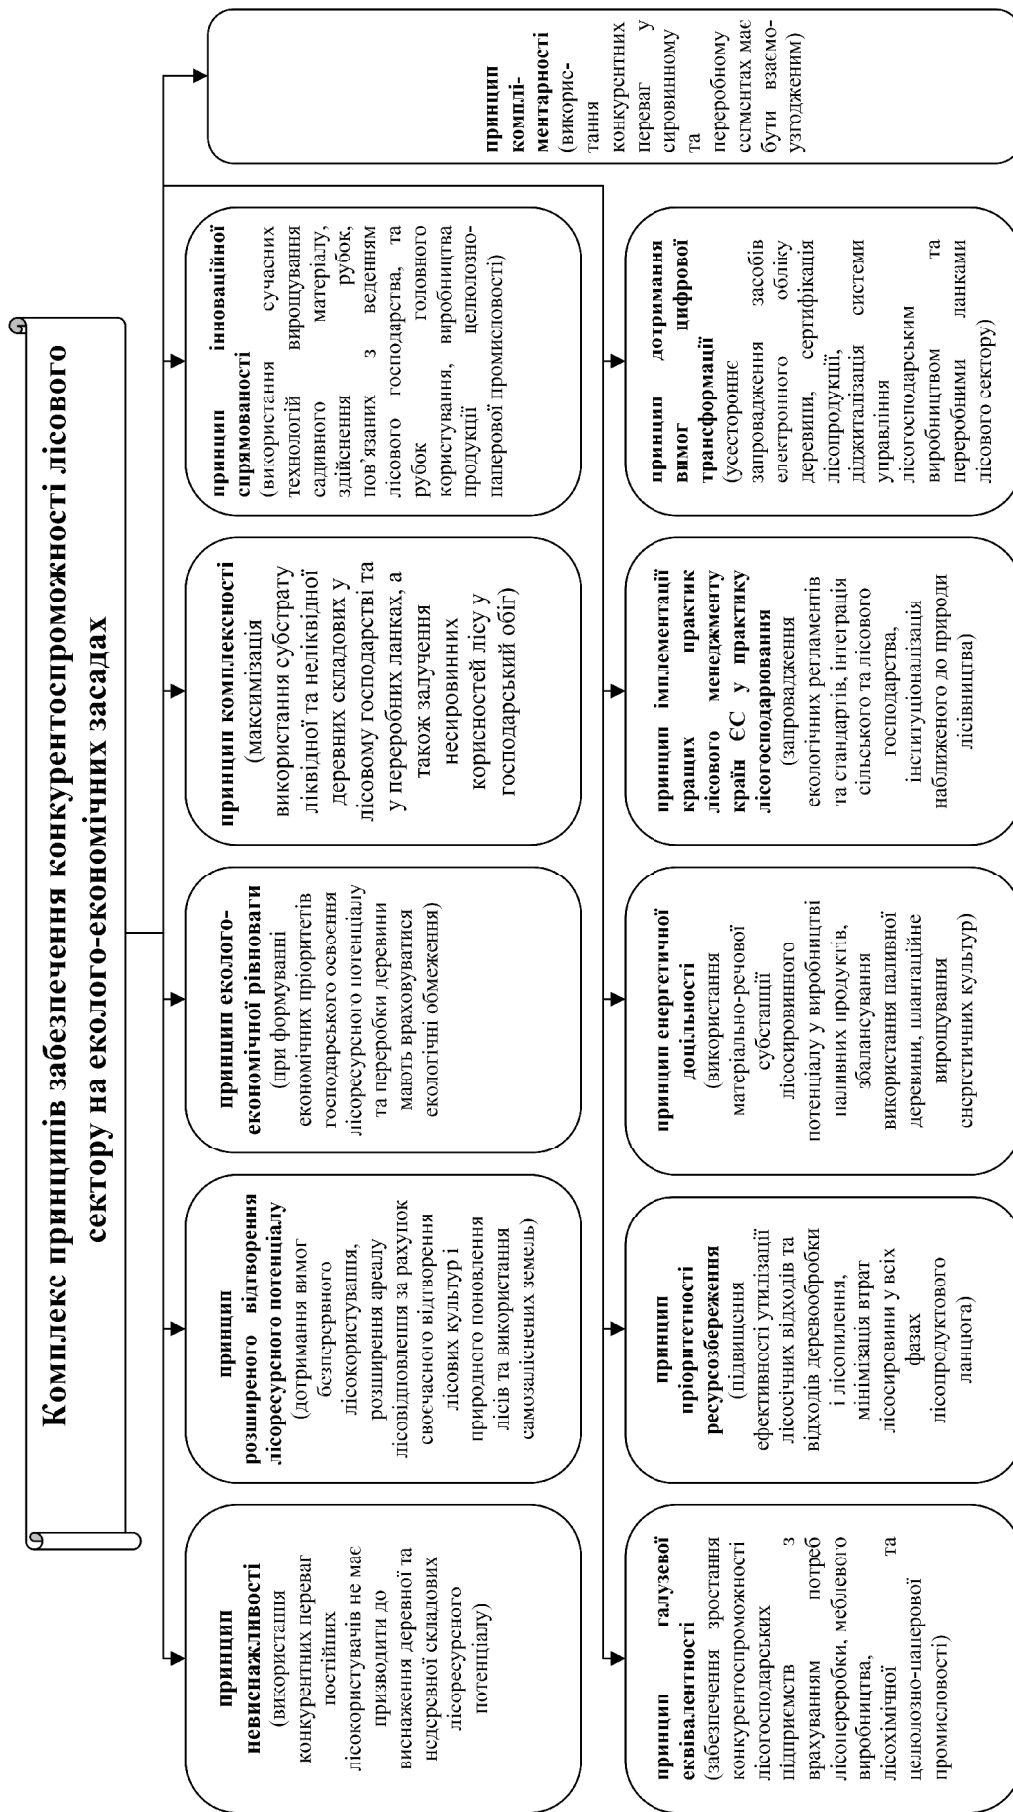 Комплекс принципів забезпечення конкурентоспроможності лісового
сектору на еколого-економічних засадах
принцип
невиснажливості
(використання
конкурентних переваг
постійних
лісокористувачів не має
призводити до
виснаження деревної та
недеревної складових
лісоресурсного
потенціалу)
принцип
розширеного відтворення
лісоресурсного потенціалу
(дотримання вимог
безперервного
лісокористування,
розширення ареалу
лісовідновлення за рахунок
своєчасного відтворення
лісових культур і
природного поновлення
лісів та використання
самозаліснених земель)
принцип еколого-
економічної рівноваги
(при формуванні
економічних пріоритетів
господарського освоєння
лісоресурсного потенціалу
та переробки деревини
мають враховуватися
екологічні обмеження)
принцип комплексності
(максимізація
використання субстрату
ліквідної та неліквідної
деревних складових у
лісовому господарстві та
у переробних ланках, а
також залучення
несировинних
корисностей лісу у
господарський обіг)
принцип інноваційної
спрямованості
(використання сучасних
технологій вирощування
садивного матеріалу,
здійснення рубок,
пов’язаних з веденням
лісового господарства, та
рубок головного
користування, виробництва
продукції целюлозно-
паперової промисловості)
принцип
комплі-
ментарності
(викорис-
тання
конкурентних
переваг у
сировинному
та
переробному
сегментах має
бути взаємо-
узгодженим)
принцип галузевої
еквівалентності
(забезпечення зростання
конкурентоспроможності
лісогосподарських
підприємств з
врахуванням потреб
лісопереробки, меблевого
виробництва,
лісохімічної та
целюлозно-паперової
промисловості)
принцип
пріоритетності
ресурсозбереження
(підвищення
ефективності утилізації
лісосічних відходів та
відходів деревообробки
і лісопиляння,
мінімізація втрат
лісосировини у всіх
фазах
лісопродуктового
ланцюга)
принцип енергетичної
доцільності
(використання
матеріально-речової
субстанції
лісосировинного
потенціалу у виробництві
паливних продуктів,
збалансування
використання паливної
деревини, плантаційне
вирощування
енергетичних культур)
принцип імплементації
кращих практик
лісового менеджменту
країн ЄС у практику
лісогосподарювання
(запровадження
екологічних регламентів
та стандартів, інтеграція
сільського та лісового
господарства,
інституціоналізація
наближеного до природи
лісівництва)
принцип дотримання
вимог цифрової
трансформації
(усестороннє
запровадження засобів
електронного обліку
деревини, сертифікація
лісопродукції,
діджиталізація системи
управління
лісогосподарським
виробництвом та
переробними ланками
лісового сектору)